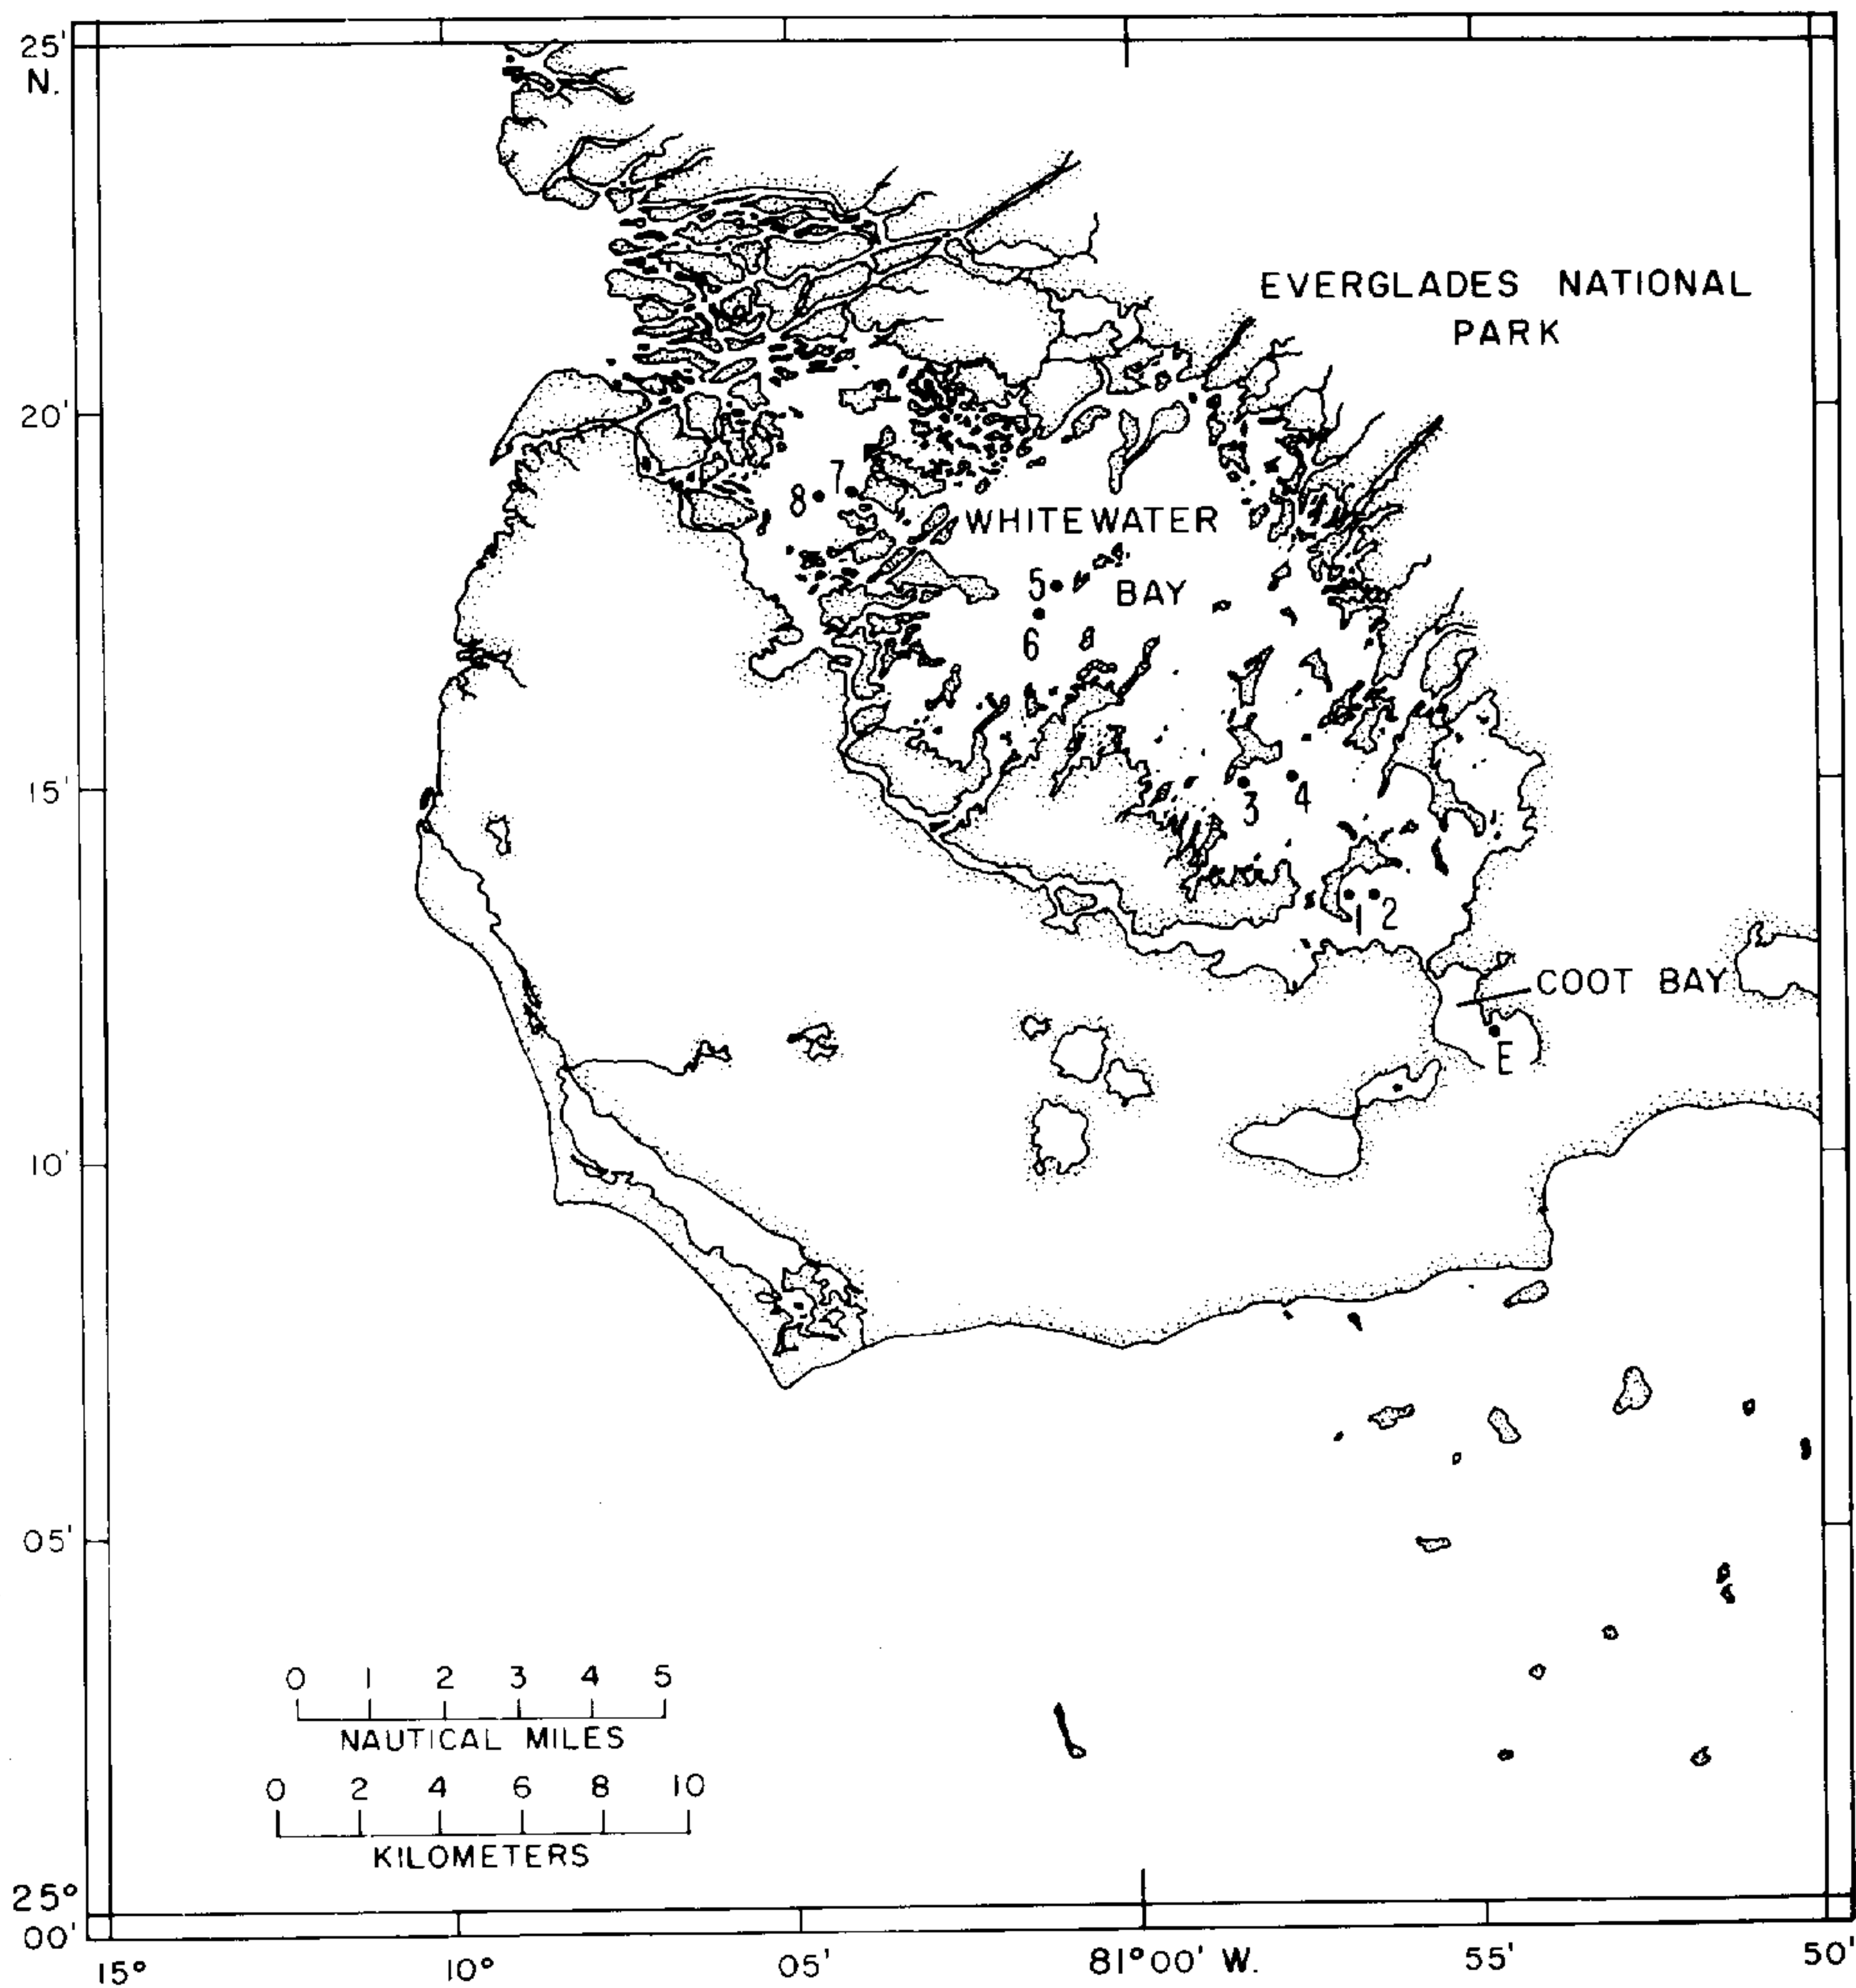 25'
N.
EVERGLADES NATIONAL
PARK
20'
7
8
WHITEWATER
5
BAY
6
15'
3
4
1
2
COOT BAY
E
10'
05'
0 1 2 3 4 5
NAUTICAL MILES
0 2 4 6 8 10
KILOMETERS
25°
00'
15° 10° 05' 81°00' W. 55' 50'